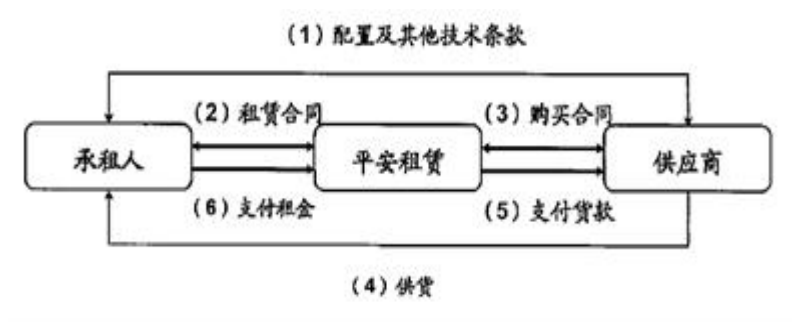 （1）配置及其他技术条款
（2）租赁合同
（3）购买合同
承租人
平安租赁
供应商
（6）支付租金
（5）支付货款
（4）供货